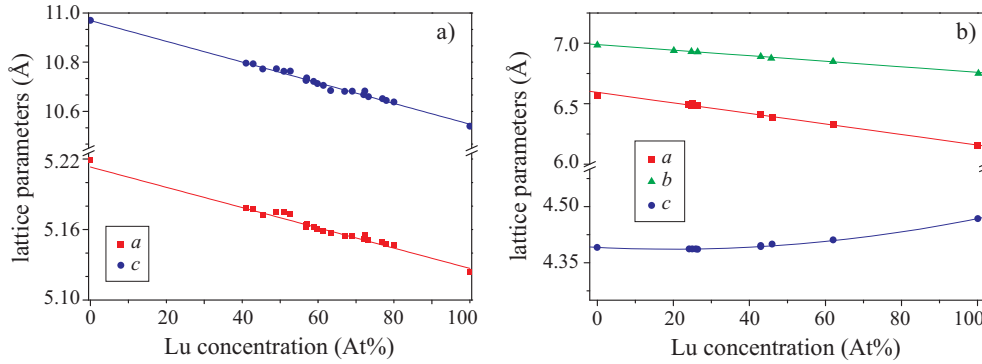 a)
lattice parameters (Å)
11.0
10.8
10.6
5.22
5.16
5.10
a
c
0 20 40 60 80 100
Lu concentration (At%)
b)
lattice parameters (Å)
7.0
6.5
6.0
4.50
4.35
a
b
c
0 20 40 60 80 100
Lu concentration (At%)